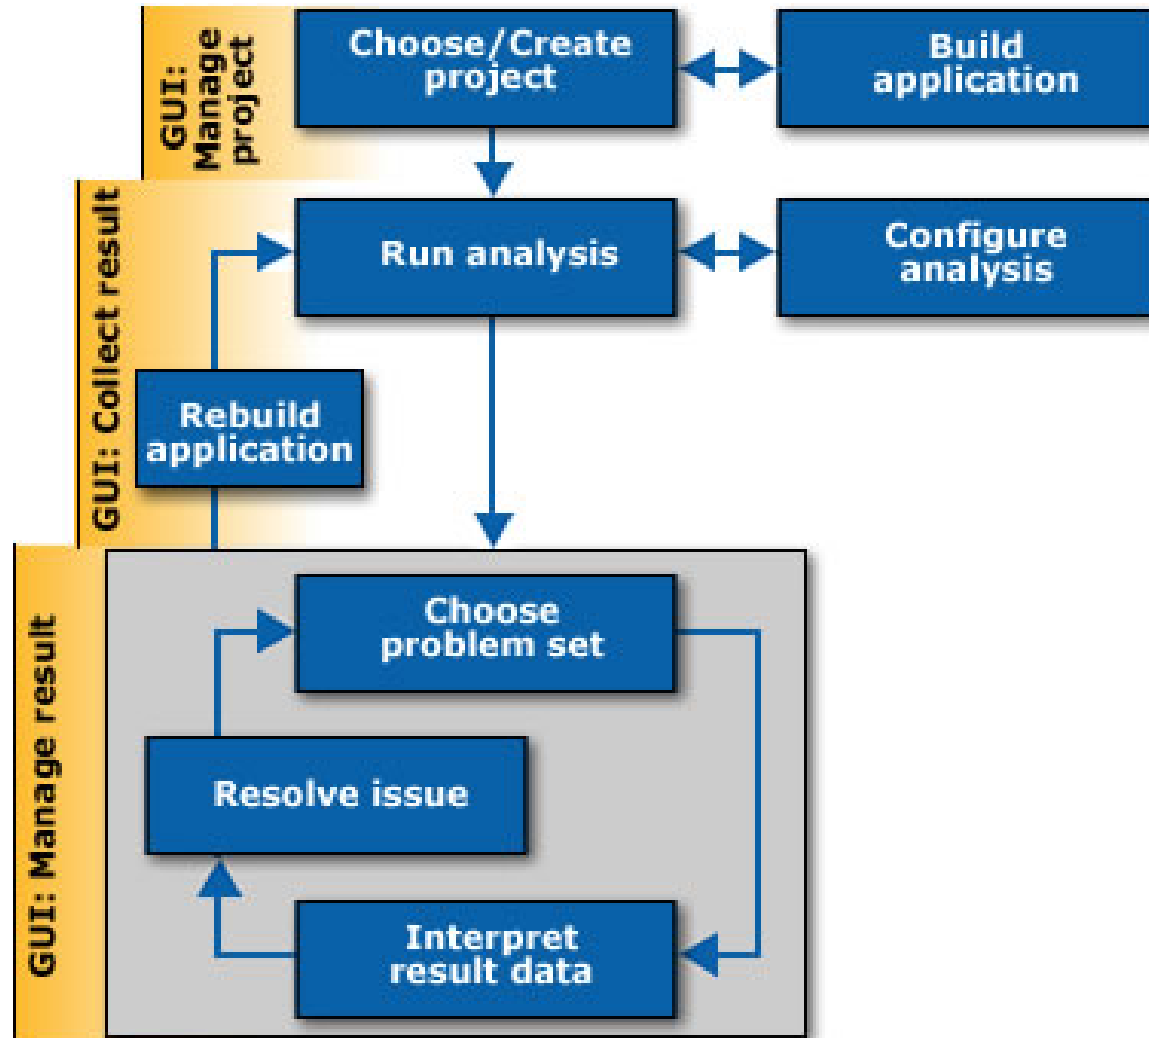 GUI:
Manage
project
Choose/Create
project
Build
application
GUI: Collect result
Run analysis
Configure
analysis
Rebuild
application
GUI: Manage result
Choose
problem set
Resolve issue
Interpret
result data